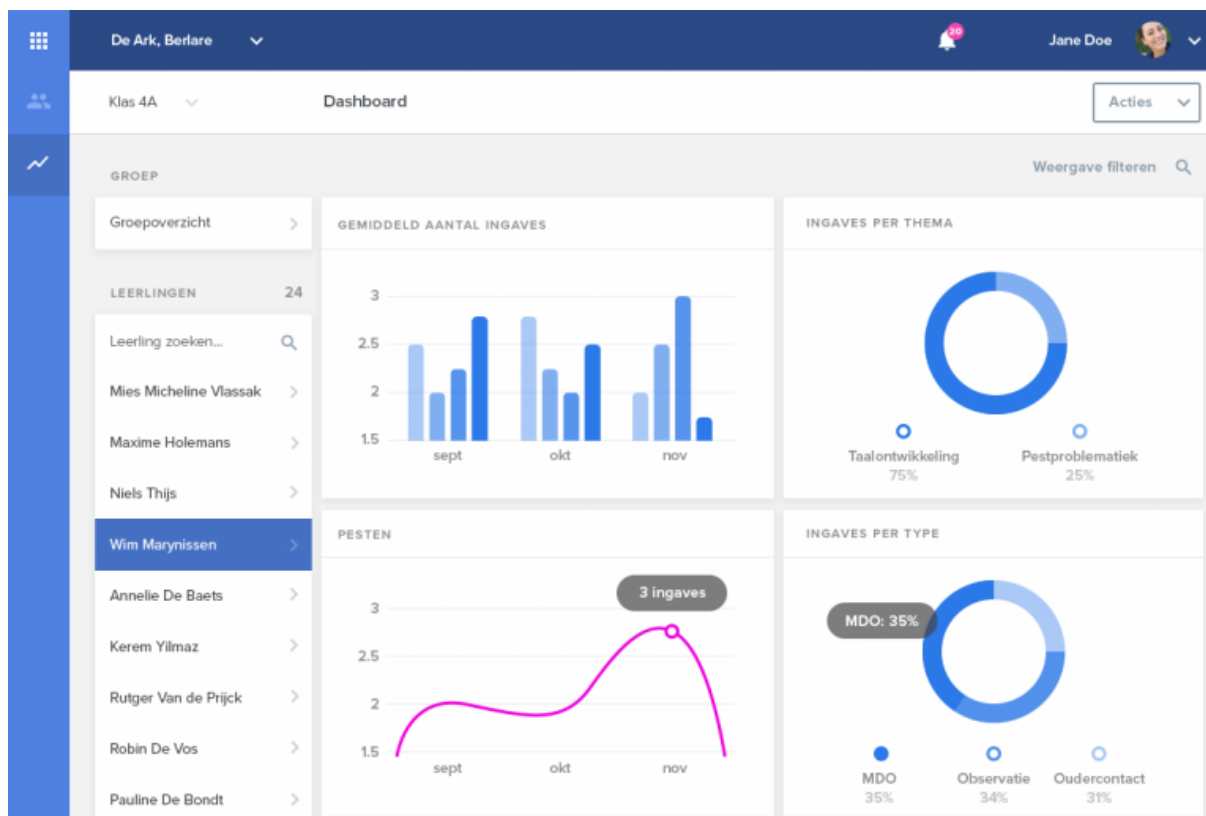 De Ark, Berlare
20
Jane Doe
Klas 4A
Dashboard
Acties
Weergave filteren
GROEP
Groepoverzicht
LEERLINGEN 24
Leerling zoeken...
Mies Micheline Vlassak
Maxime Holemans
Niels Thijs
Wim Marynissen
Annelie De Baets
Kerem Yilmaz
Rutger Van de Prijck
Robin De Vos
Pauline De Bondt
GEMIDDELD AANTAL INGAVES
3
2.5
2
1.5
sept okt nov
INGAVES PER THEMA
Taalontwikkeling Pestproblematiek
75% 25%
PESTEN
3 ingaves
3
2.5
2
1.5
sept okt nov
INGAVES PER TYPE
MDO: 35%
MDO Observatie Oudercontact
35% 34% 31%